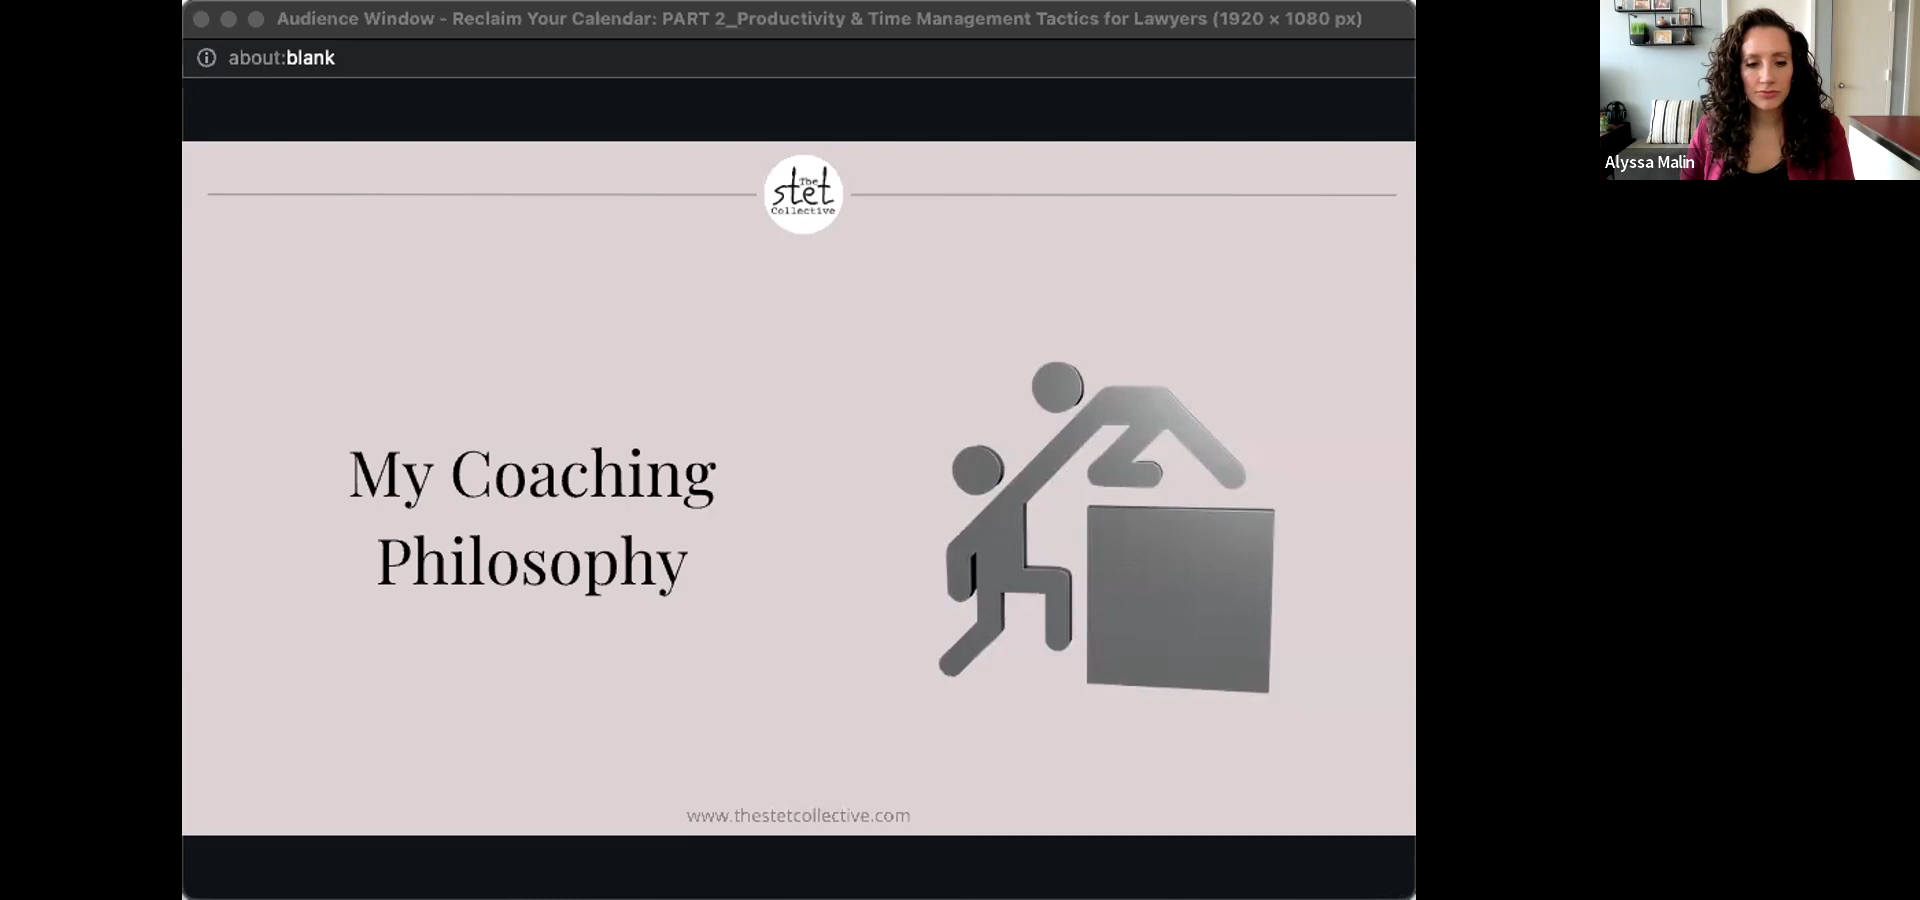 Audience Window - Reclaim Your Calendar: PART 2_Productivity & Time Management Tactics for Lawyers (1920 × 1080 px)
about:blank
The
stet
Collective
My Coaching
Philosophy
www.thestetcollective.com
Alyssa Malin